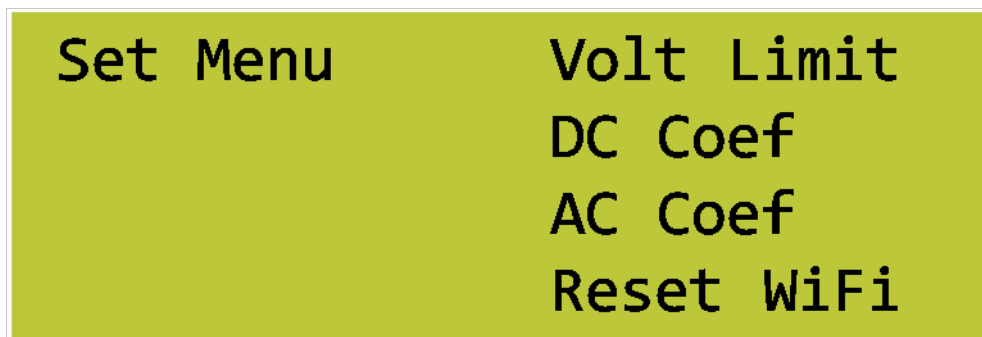 Set Menu Volt Limit
DC Coef
AC Coef
Reset WiFi